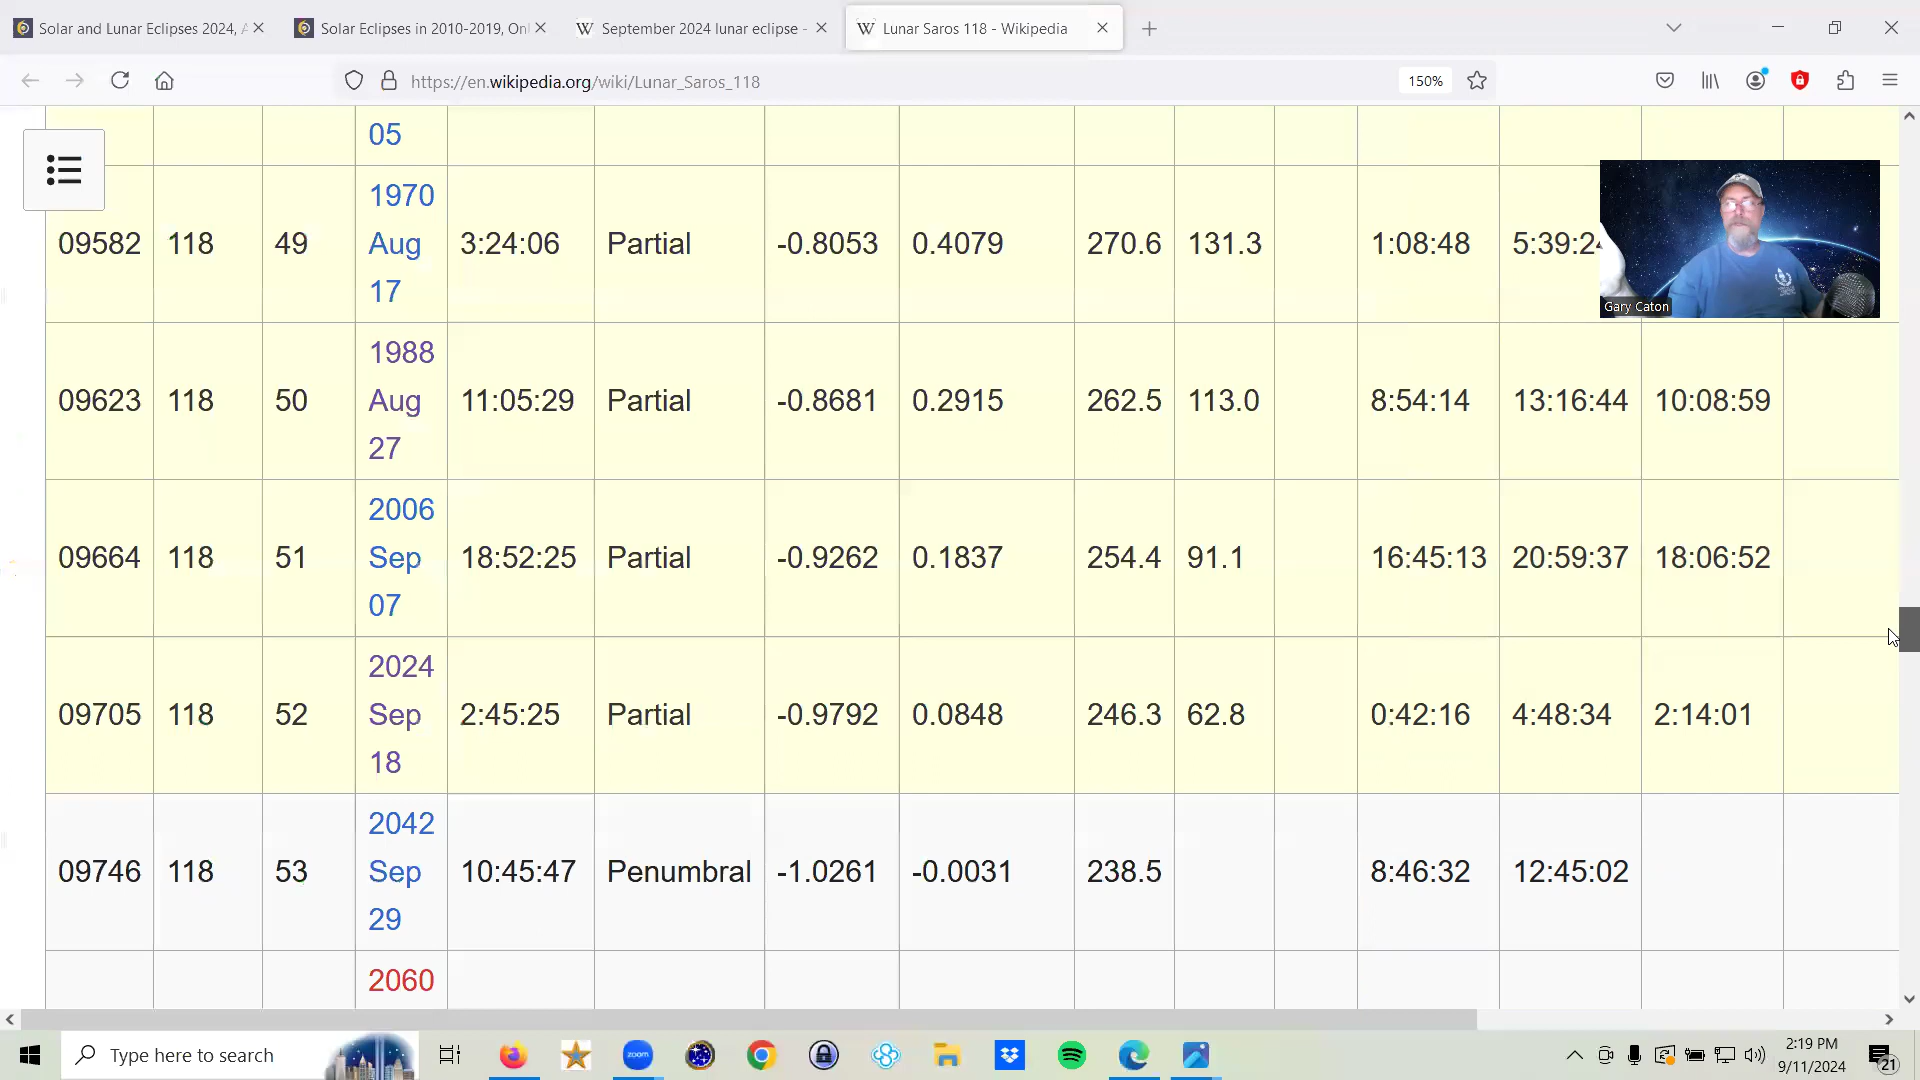 Solar and Lunar Eclipses 2024, A
Solar Eclipses in 2010-2019, Onl
September 2024 lunar eclipse -
Lunar Saros 118 - Wikipedia
https://en.wikipedia.org/wiki/Lunar_Saros_118
150%
05
09582 118 49 1970 Aug 17 3:24:06 Partial -0.8053 0.4079 270.6 131.3 1:08:48 5:39:24
09623 118 50 1988 Aug 27 11:05:29 Partial -0.8681 0.2915 262.5 113.0 8:54:14 13:16:44 10:08:59
09664 118 51 2006 Sep 07 18:52:25 Partial -0.9262 0.1837 254.4 91.1 16:45:13 20:59:37 18:06:52
09705 118 52 2024 Sep 18 2:45:25 Partial -0.9792 0.0848 246.3 62.8 0:42:16 4:48:34 2:14:01
09746 118 53 2042 Sep 29 10:45:47 Penumbral -1.0261 -0.0031 238.5 8:46:32 12:45:02
2060
Gary Caton
Type here to search
zoom
2:19 PM
9/11/2024
21